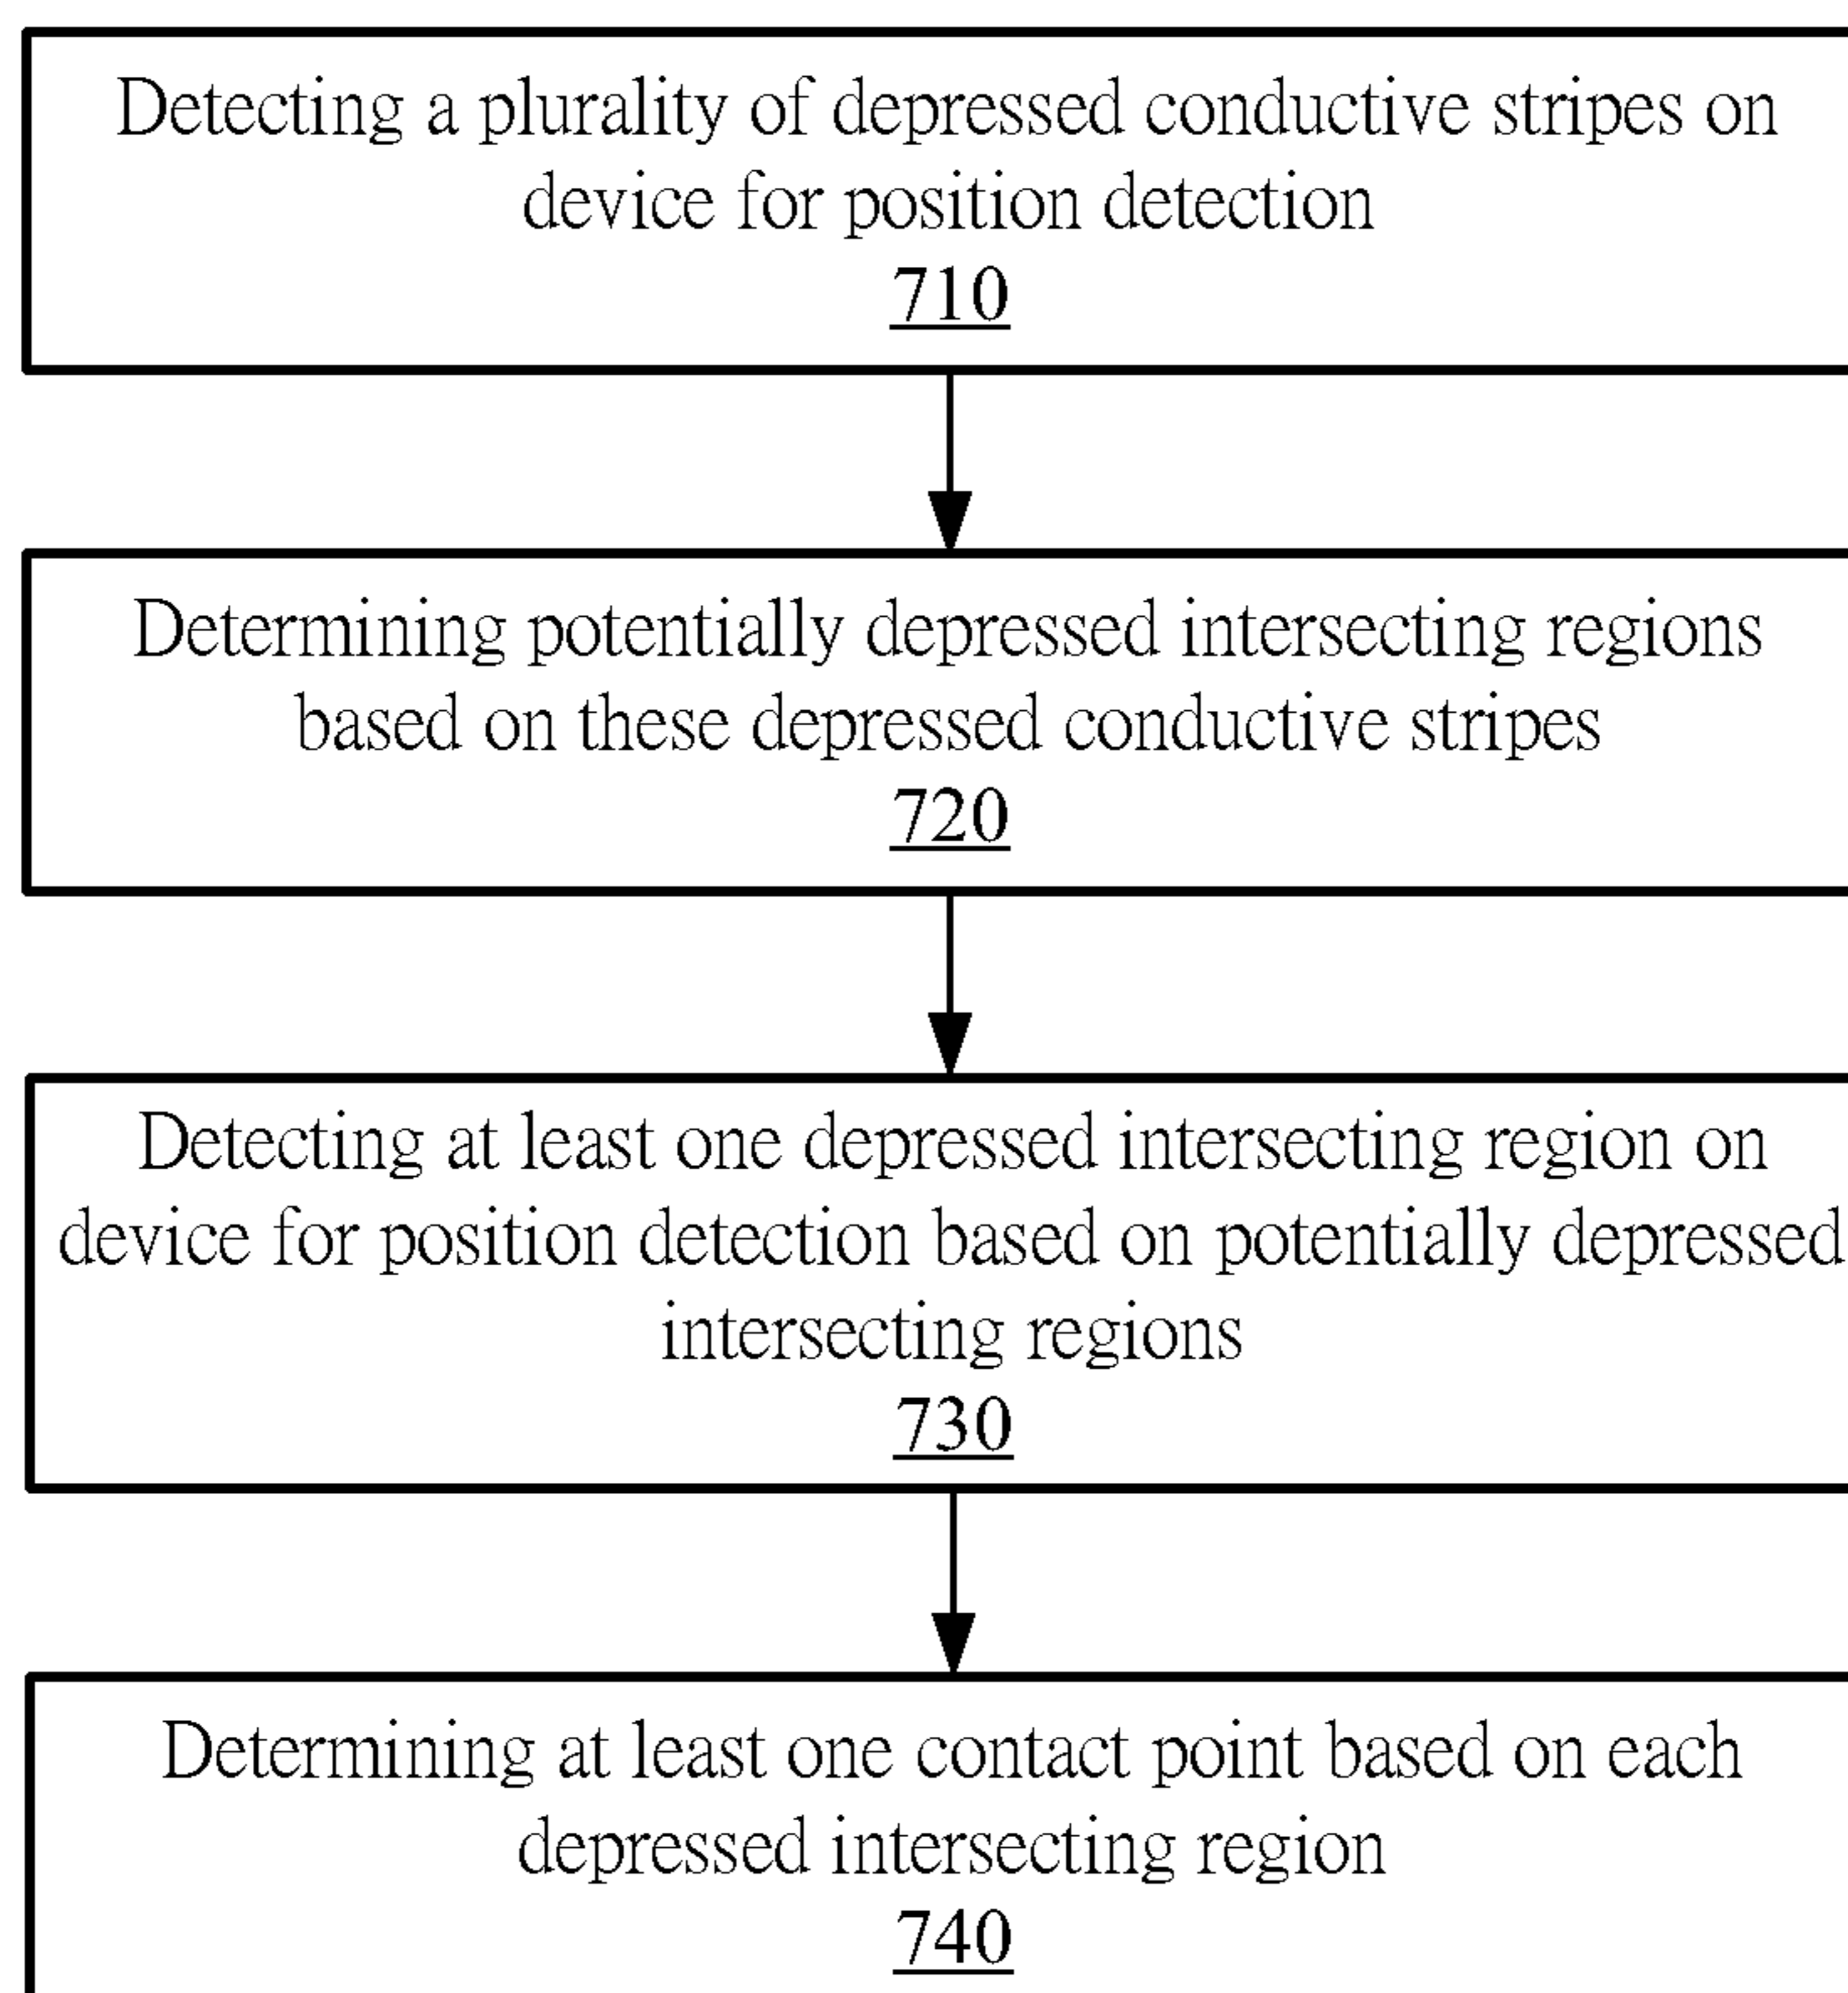 Detecting a plurality of depressed conductive stripes on
device for position detection
710
Determining potentially depressed intersecting regions
based on these depressed conductive stripes
720
Detecting at least one depressed intersecting region on
device for position detection based on potentially depressed
intersecting regions
730
Determining at least one contact point based on each
depressed intersecting region
740